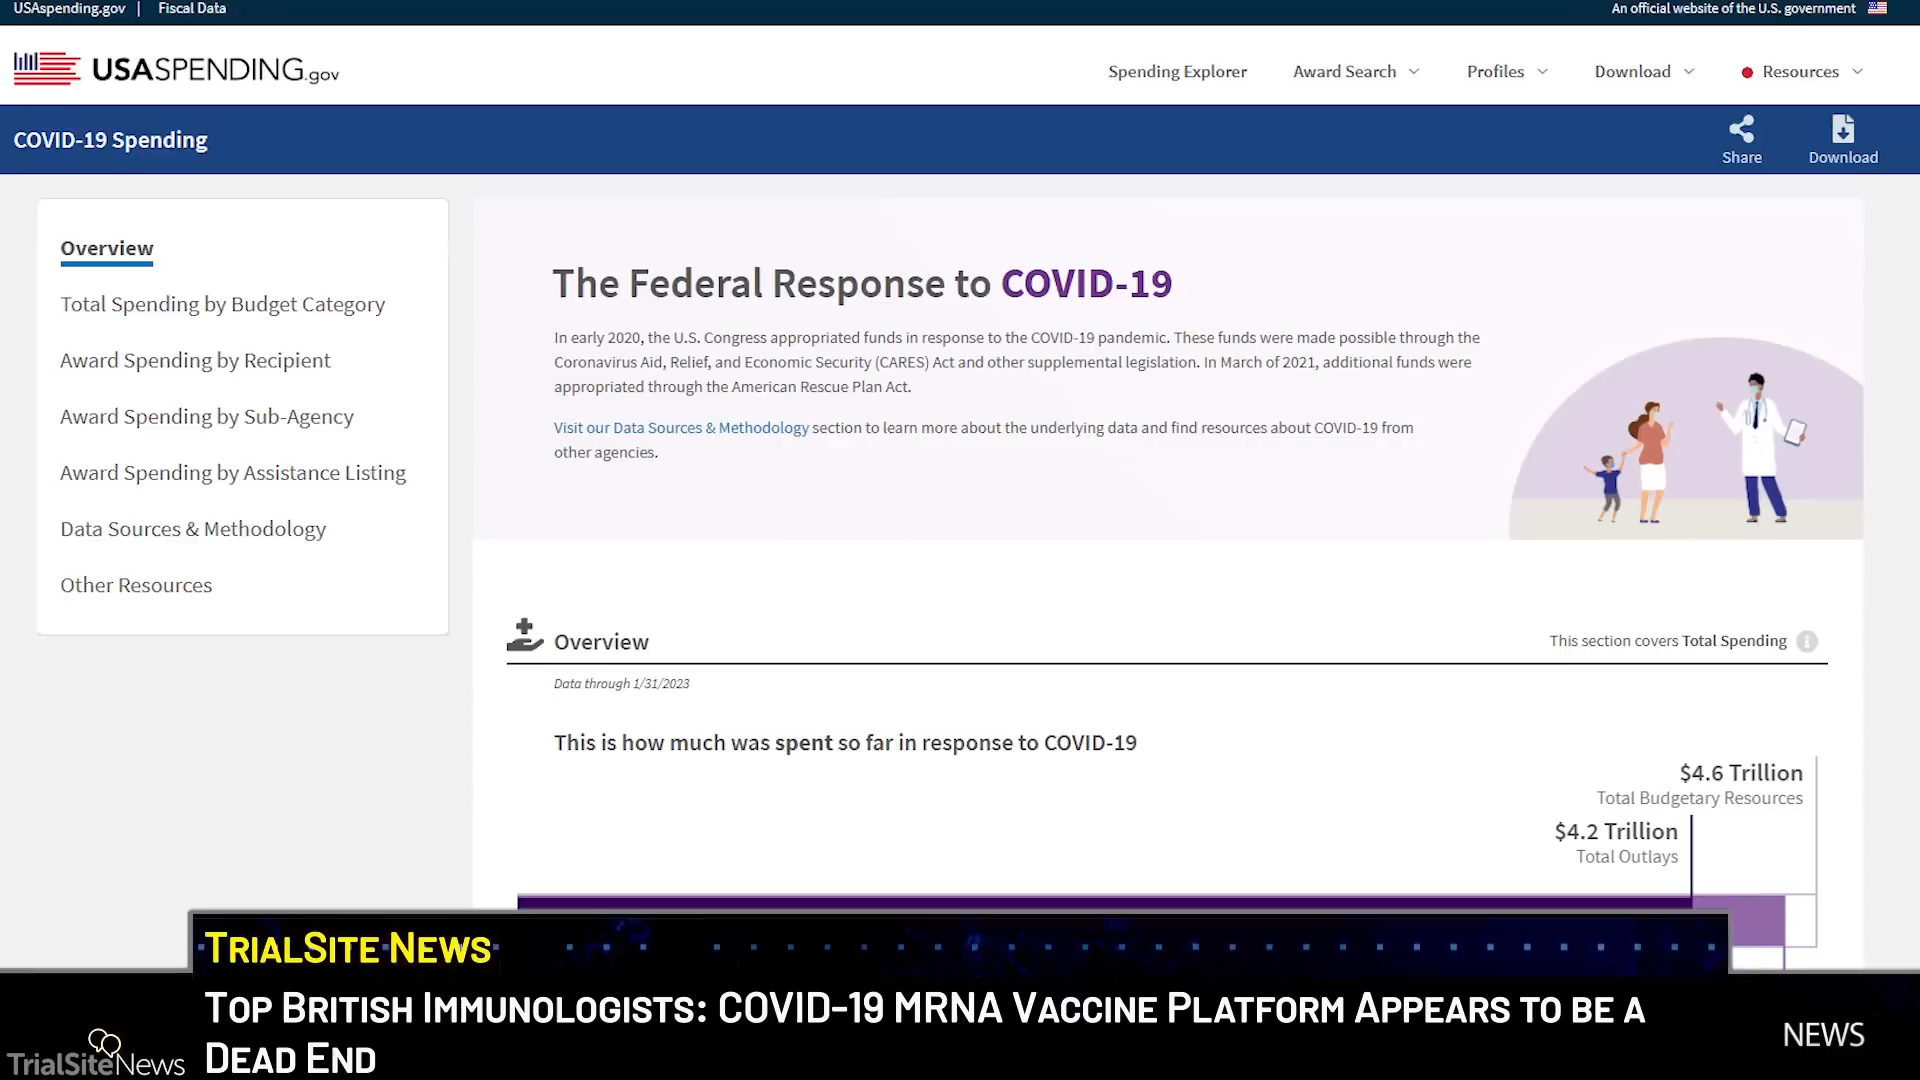 USAspending.gov | Fiscal Data
An official website of the U.S. government
USASPENDING.gov
Spending Explorer Award Search Profiles Download Resources
COVID-19 Spending
Share Download
Overview
Total Spending by Budget Category
Award Spending by Recipient
Award Spending by Sub-Agency
Award Spending by Assistance Listing
Data Sources & Methodology
Other Resources
The Federal Response to COVID-19
In early 2020, the U.S. Congress appropriated funds in response to the COVID-19 pandemic. These funds were made possible through the
Coronavirus Aid, Relief, and Economic Security (CARES) Act and other supplemental legislation. In March of 2021, additional funds were
appropriated through the American Rescue Plan Act.
Visit our Data Sources & Methodology section to learn more about the underlying data and find resources about COVID-19 from
other agencies.
Overview
This section covers Total Spending
Data through 1/31/2023
This is how much was spent so far in response to COVID-19
$4.6 Trillion
Total Budgetary Resources
$4.2 Trillion
Total Outlays
TrialSite News
Top British Immunologists: COVID-19 MRNA Vaccine Platform Appears to be a
Dead End
TrialSiteNews
NEWS